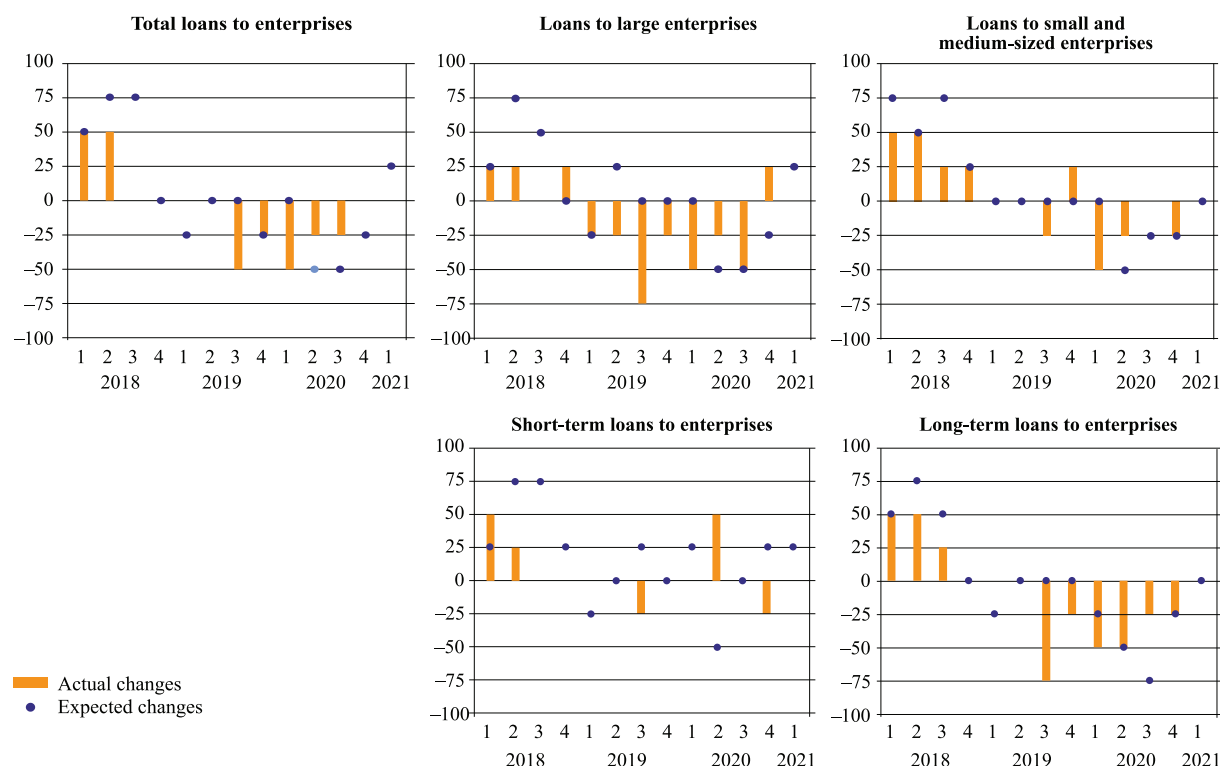 Total loans to enterprises
100
75
50
25
0
–25
–50
–75
–100
1 2 3 4 1 2 3 4 1 2 3 4 1
2018 2019 2020 2021
Loans to large enterprises
100
75
50
25
0
–25
–50
–75
–100
1 2 3 4 1 2 3 4 1 2 3 4 1
2018 2019 2020 2021
Loans to small and
medium-sized enterprises
100
75
50
25
0
–25
–50
–75
–100
1 2 3 4 1 2 3 4 1 2 3 4 1
2018 2019 2020 2021
Short-term loans to enterprises
100
75
50
25
0
–25
–50
–75
–100
1 2 3 4 1 2 3 4 1 2 3 4 1
2018 2019 2020 2021
Long-term loans to enterprises
100
75
50
25
0
–25
–50
–75
–100
1 2 3 4 1 2 3 4 1 2 3 4 1
2018 2019 2020 2021
Actual changes
Expected changes